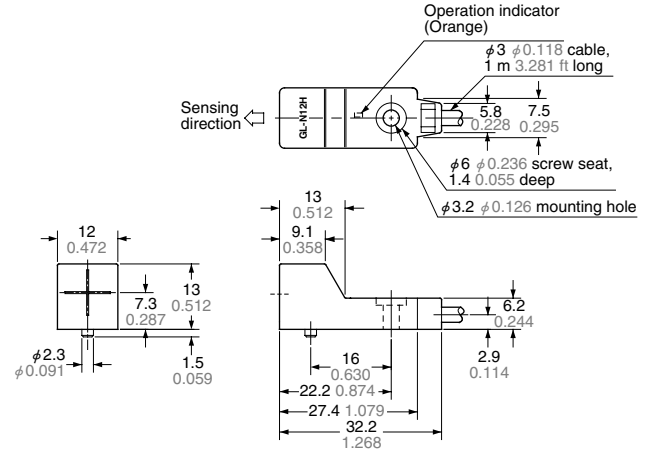 Operation indicator
(Orange)
φ3 φ0.118 cable,
1 m 3.281 ft long
Sensing
direction
GL-N12H
5.8
0.228
7.5
0.295
φ6 φ0.236 screw seat,
1.4 0.055 deep
φ3.2 φ0.126 mounting hole
13
0.512
9.1
0.358
12
0.472
7.3
0.287
13
0.512
φ2.3
φ0.091
1.5
0.059
6.2
0.244
2.9
0.114
16
0.630
22.2 0.874
27.4 1.079
32.2
1.268